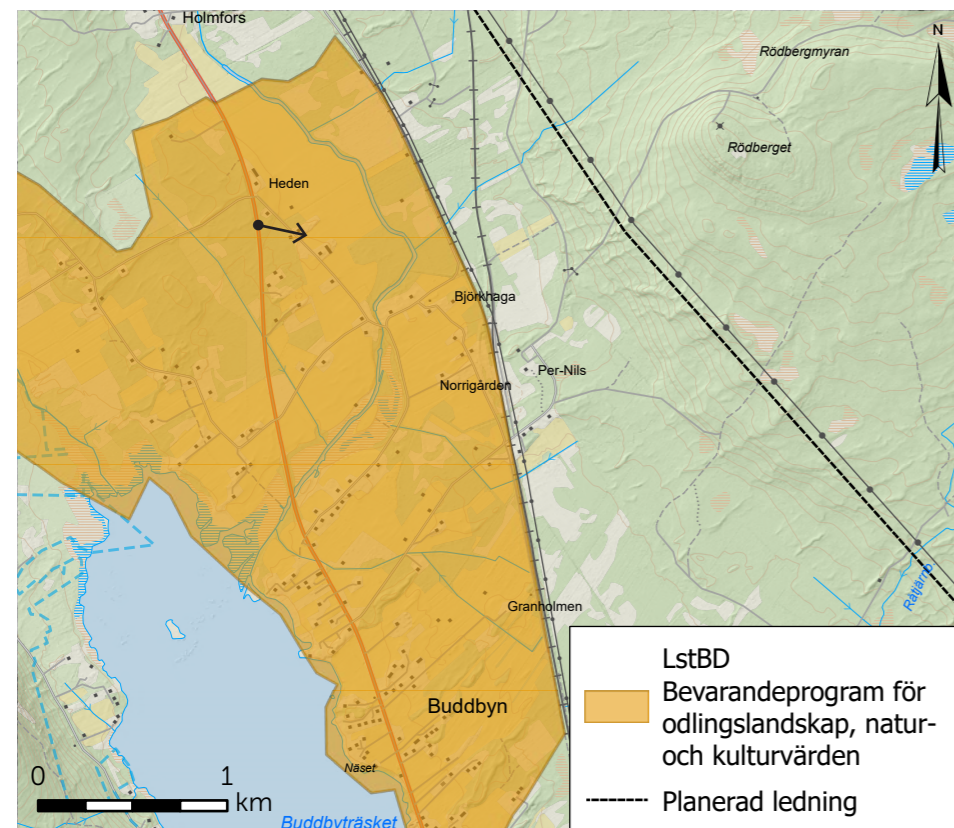 Holmfors
Rödbergmyran
N
Rödberget
Heden
Björkhaga
Per-Nils
Norrigården
Råtjärnb.
Granholmen
Buddbyn
Näset
Buddbyträsket
0 1
km
LstBD
Bevarandeprogram för
odlingslandskap, natur-
och kulturvärden
Planerad ledning